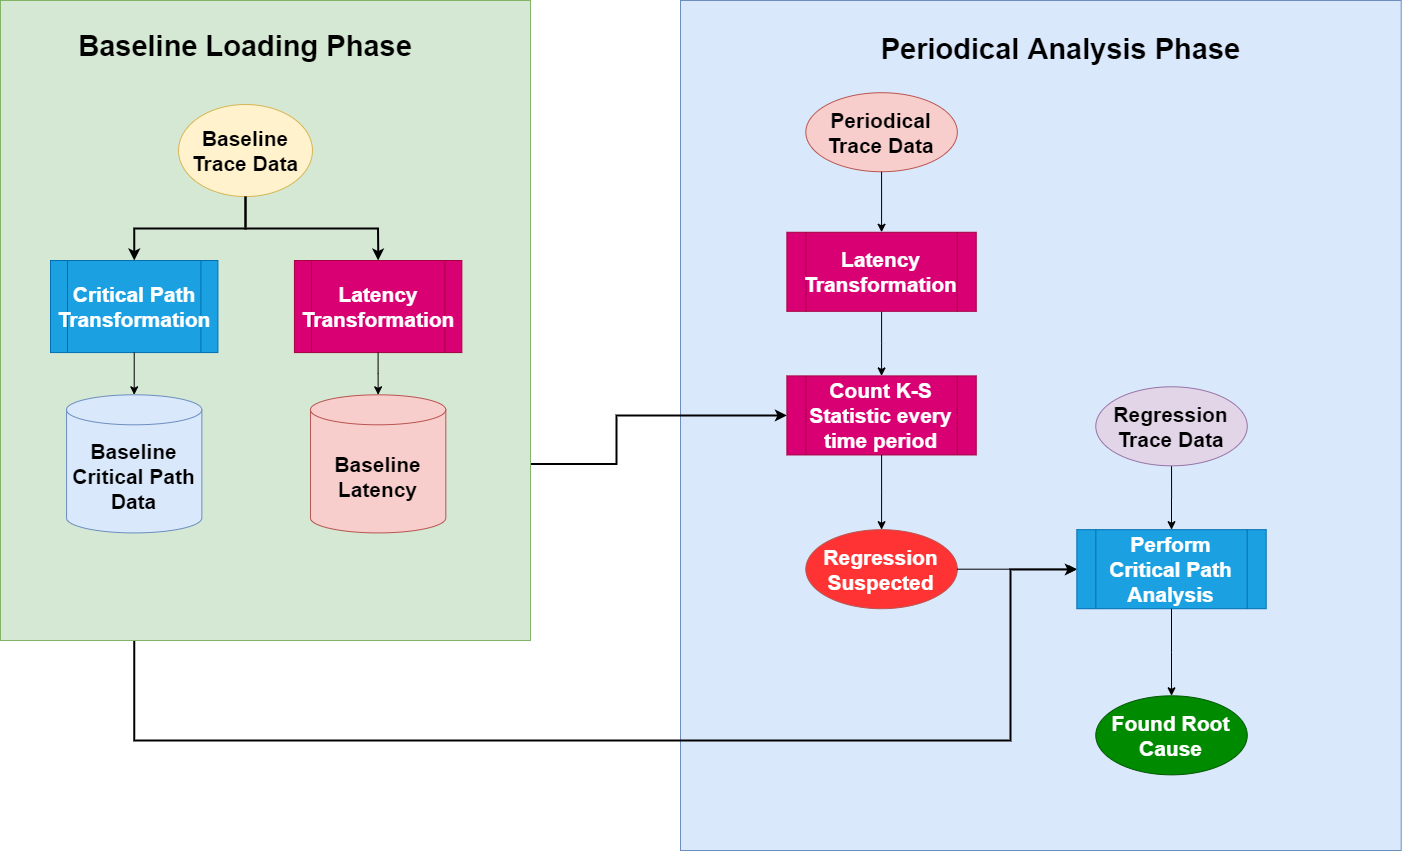 Baseline Loading Phase
Baseline
Trace Data
Critical Path
Transformation
Latency
Transformation
Baseline
Critical Path
Data
Baseline
Latency
Periodical Analysis Phase
Periodical
Trace Data
Latency
Transformation
Count K-S
Statistic every
time period
Regression
Suspected
Regression
Trace Data
Perform
Critical Path
Analysis
Found Root
Cause